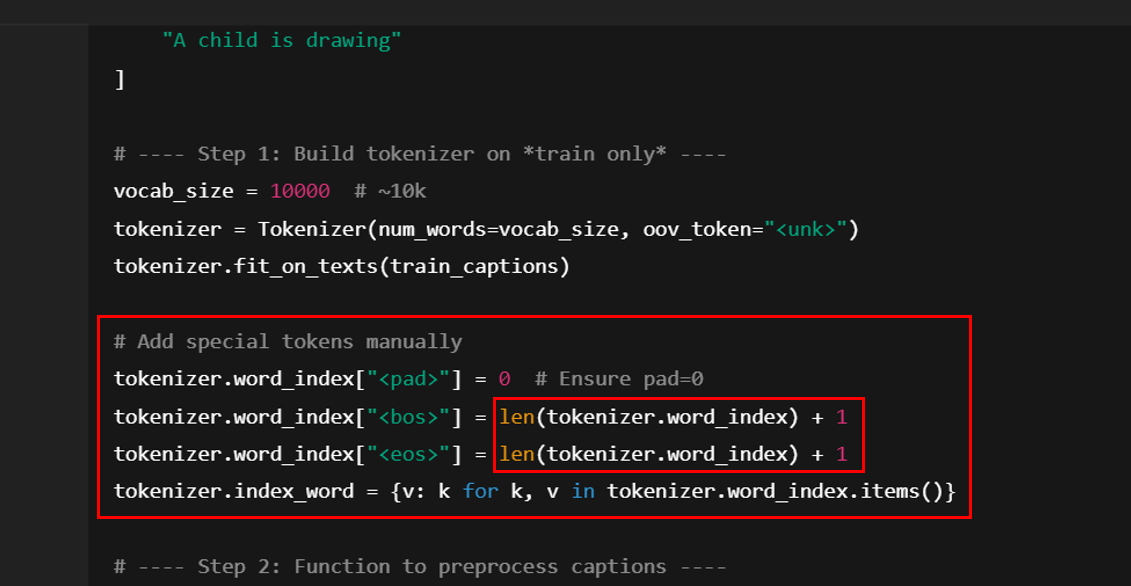 "A child is drawing"
]
# ---- Step 1: Build tokenizer on *train only* ----
vocab_size = 10000  # ~10k
tokenizer = Tokenizer(num_words=vocab_size, oov_token="<unk>")
tokenizer.fit_on_texts(train_captions)
# Add special tokens manually
tokenizer.word_index["<pad>"] = 0  # Ensure pad=0
tokenizer.word_index["<bos>"] = len(tokenizer.word_index) + 1
tokenizer.word_index["<eos>"] = len(tokenizer.word_index) + 1
tokenizer.index_word = {v: k for k, v in tokenizer.word_index.items()}
# ---- Step 2: Function to preprocess captions ----